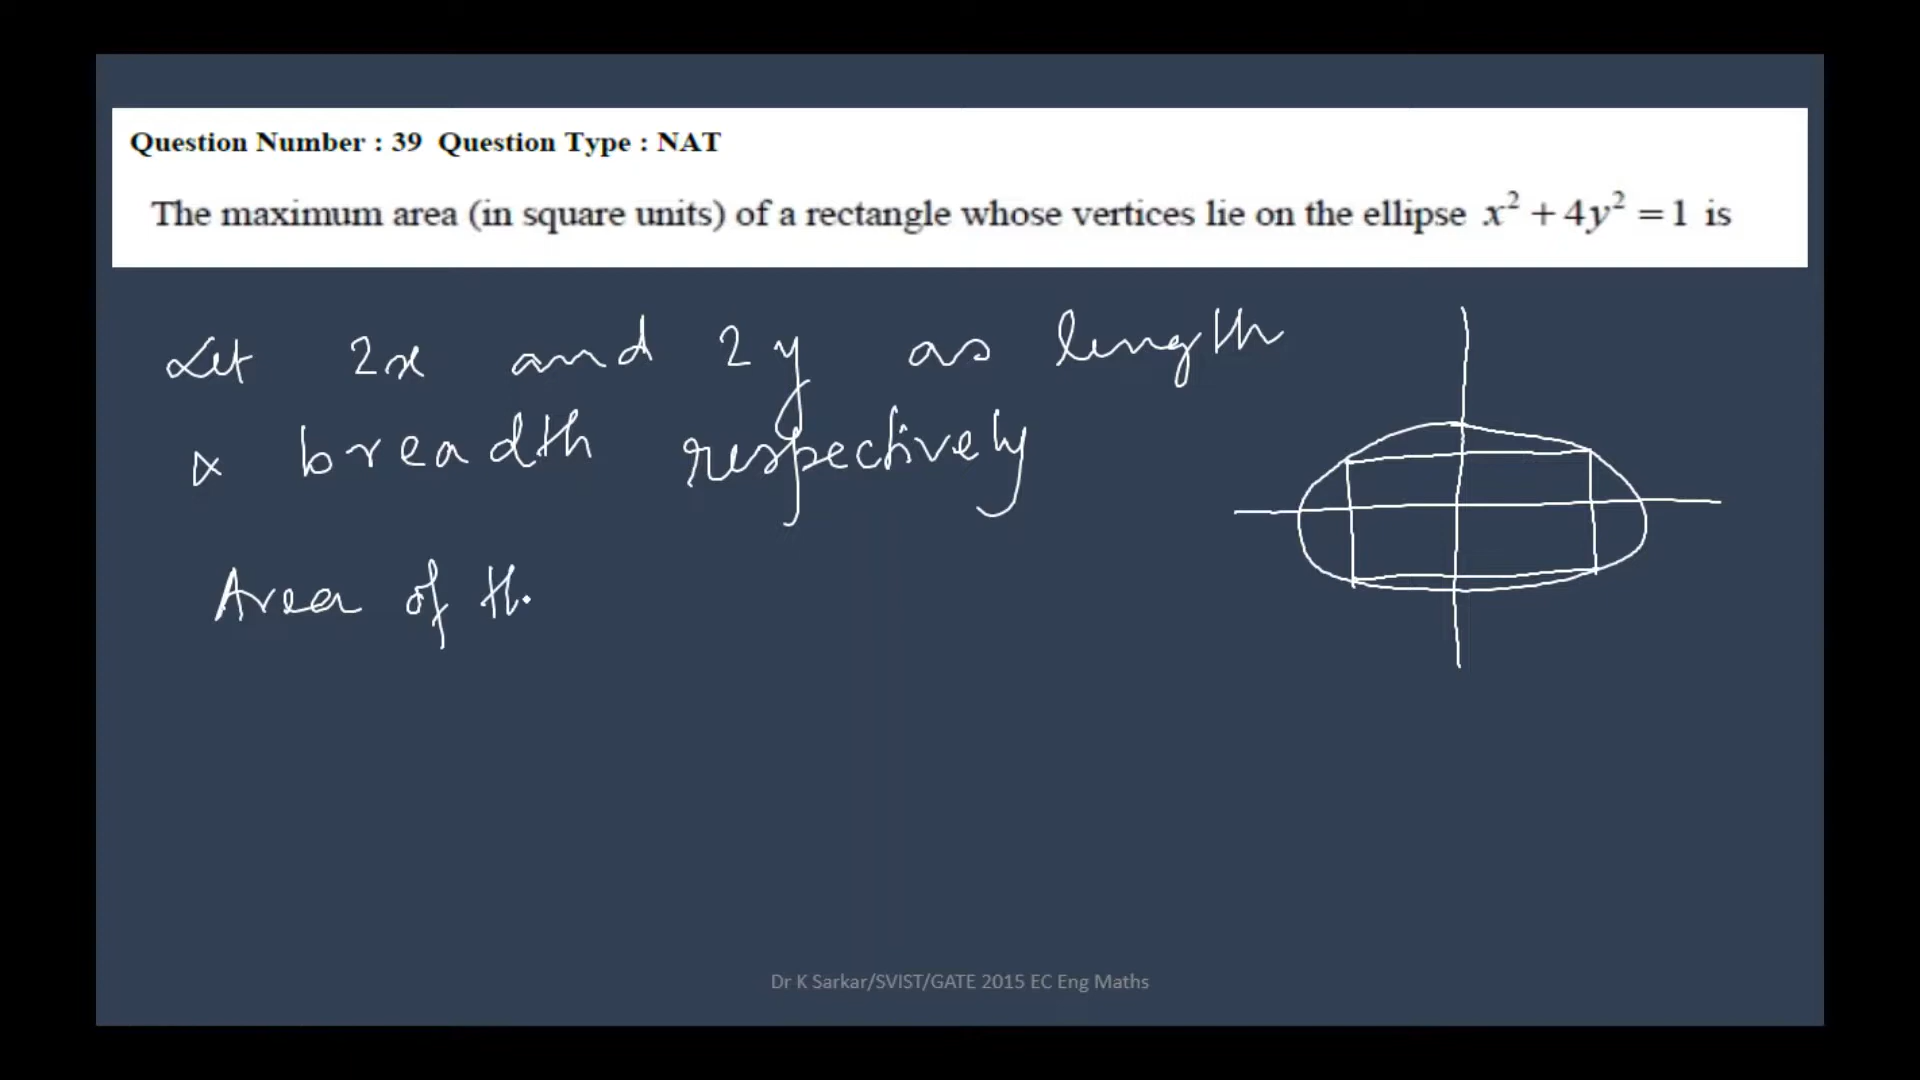 Question Number : 39 Question Type : NAT
The maximum area (in square units) of a rectangle whose vertices lie on the ellipse x² + 4y² = 1 is
Let 2x and 2y as length
& breadth respectively
Area of th
Dr K Sarkar/SVIST/GATE 2015 EC Eng Maths